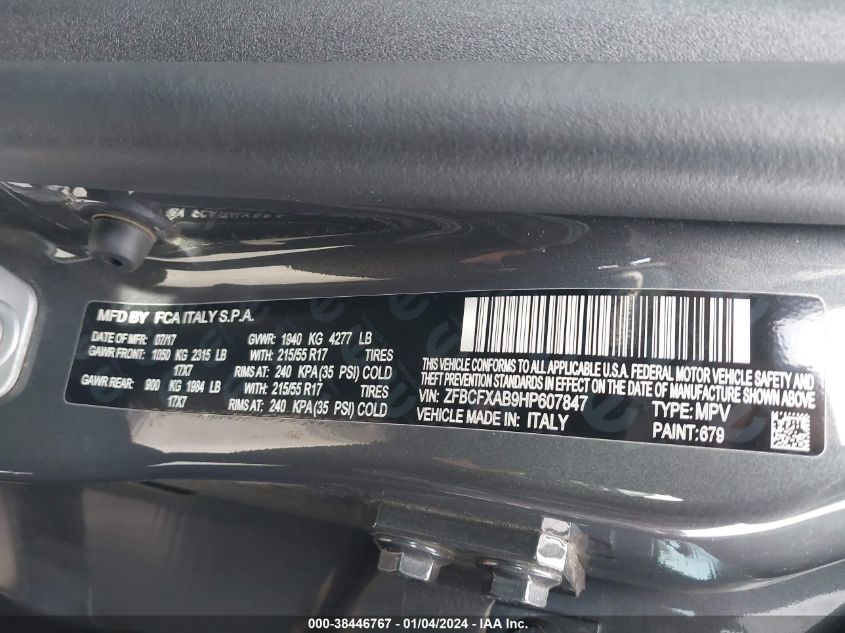 MFD BY FCA ITALY S.P.A.
DATE OF MFR: 07/17 GVWR: 1940 KG 4277 LB
GAWR FRONT: 1050 KG 2315 LB WITH: 215/55 R17 TIRES
17X7 RIMS AT: 240 KPA(35 PSI) COLD
GAWR REAR: 900 KG 1984 LB WITH: 215/55 R17 TIRES
17X7 RIMS AT: 240 KPA(35 PSI) COLD
THIS VEHICLE CONFORMS TO ALL APPLICABLE U.S.A. FEDERAL MOTOR VEHICLE SAFETY AND
THEFT PREVENTION STANDARDS IN EFFECT ON THE DATE OF MANUFACTURE SHOWN ABOVE
VIN: ZFBCFXAB9HP607847 TYPE: MPV
VEHICLE MADE IN: ITALY PAINT:679
000-38446767 - 01/04/2024 - IAA Inc.